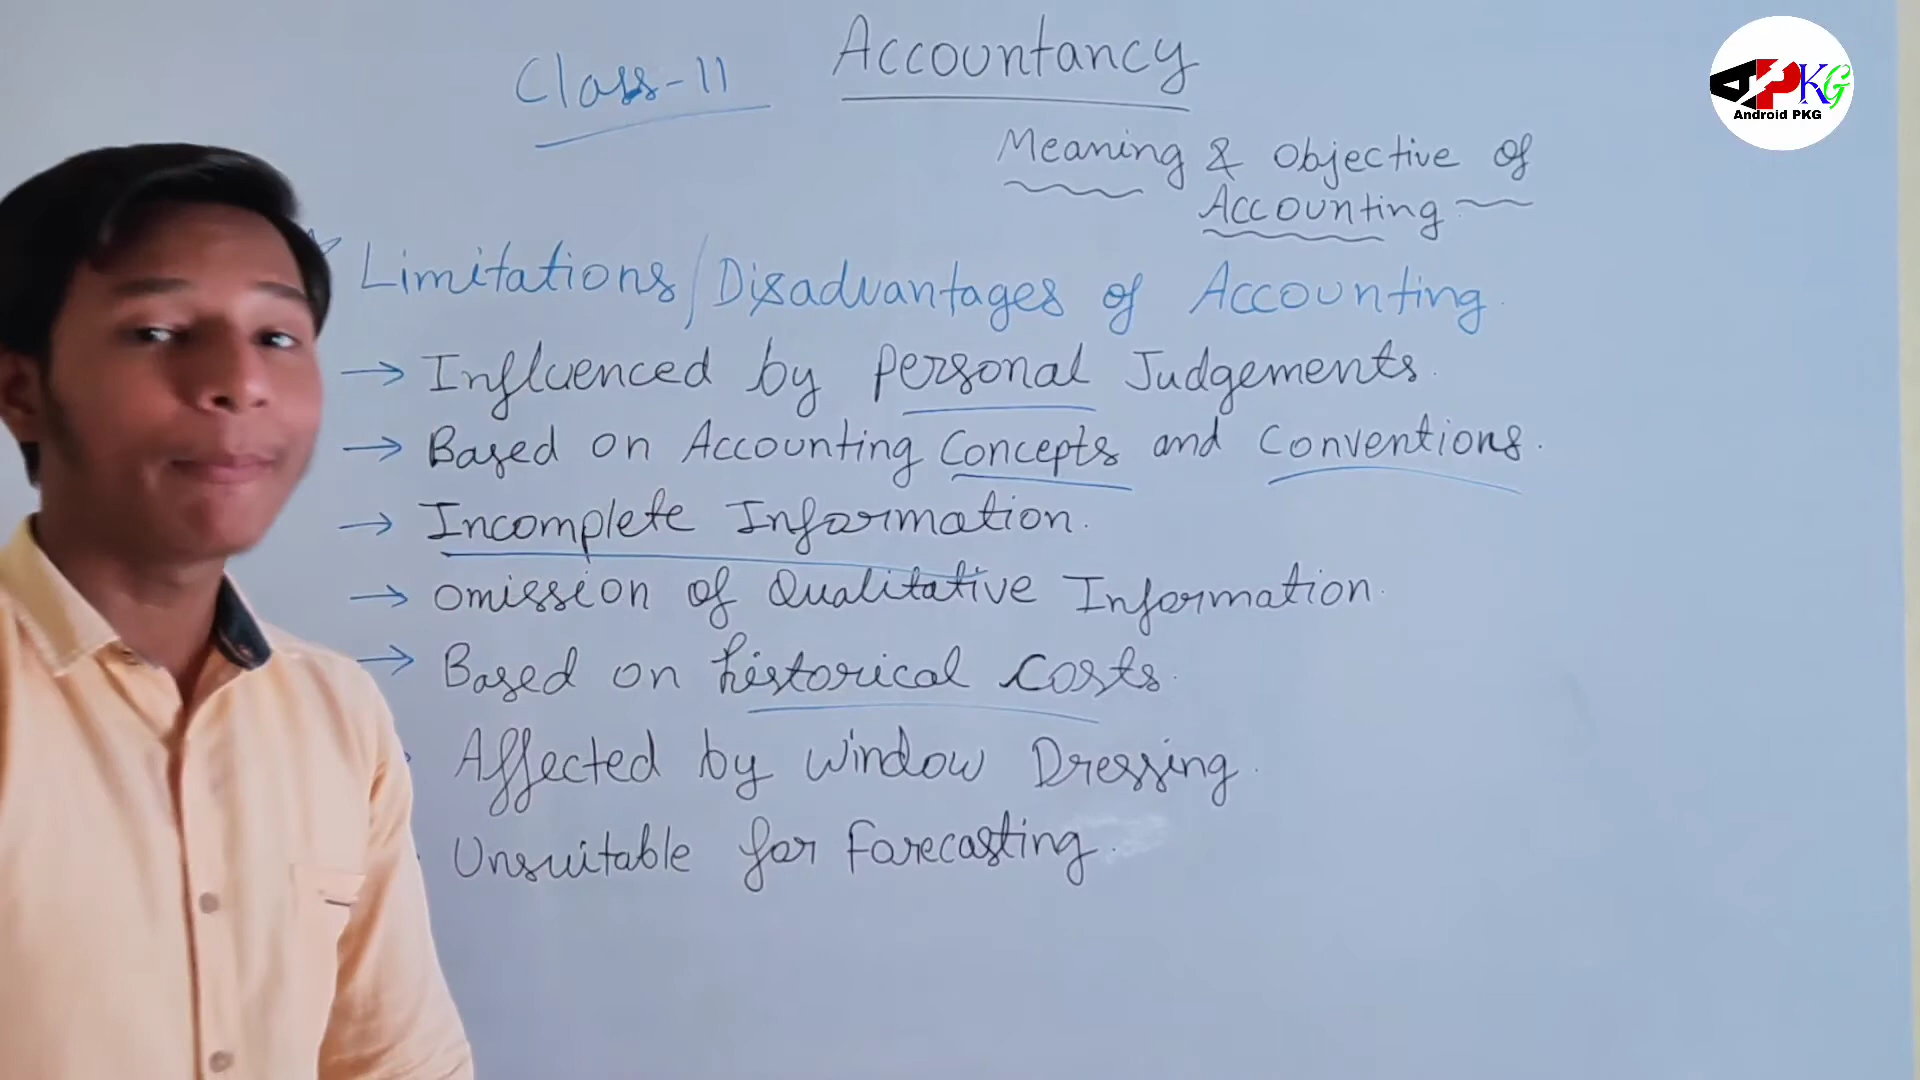 Class-11 Accountancy
Meaning & Objective of
Accounting
Limitations/Disadvantages of Accounting.
→ Influenced by personal Judgements.
→ Based on Accounting Concepts and Conventions.
→ Incomplete Information.
→ Omission of Qualitative Information.
→ Based on historical costs.
Affected by Window Dressing.
Unsuitable for Forecasting.
APKG
Android PKG